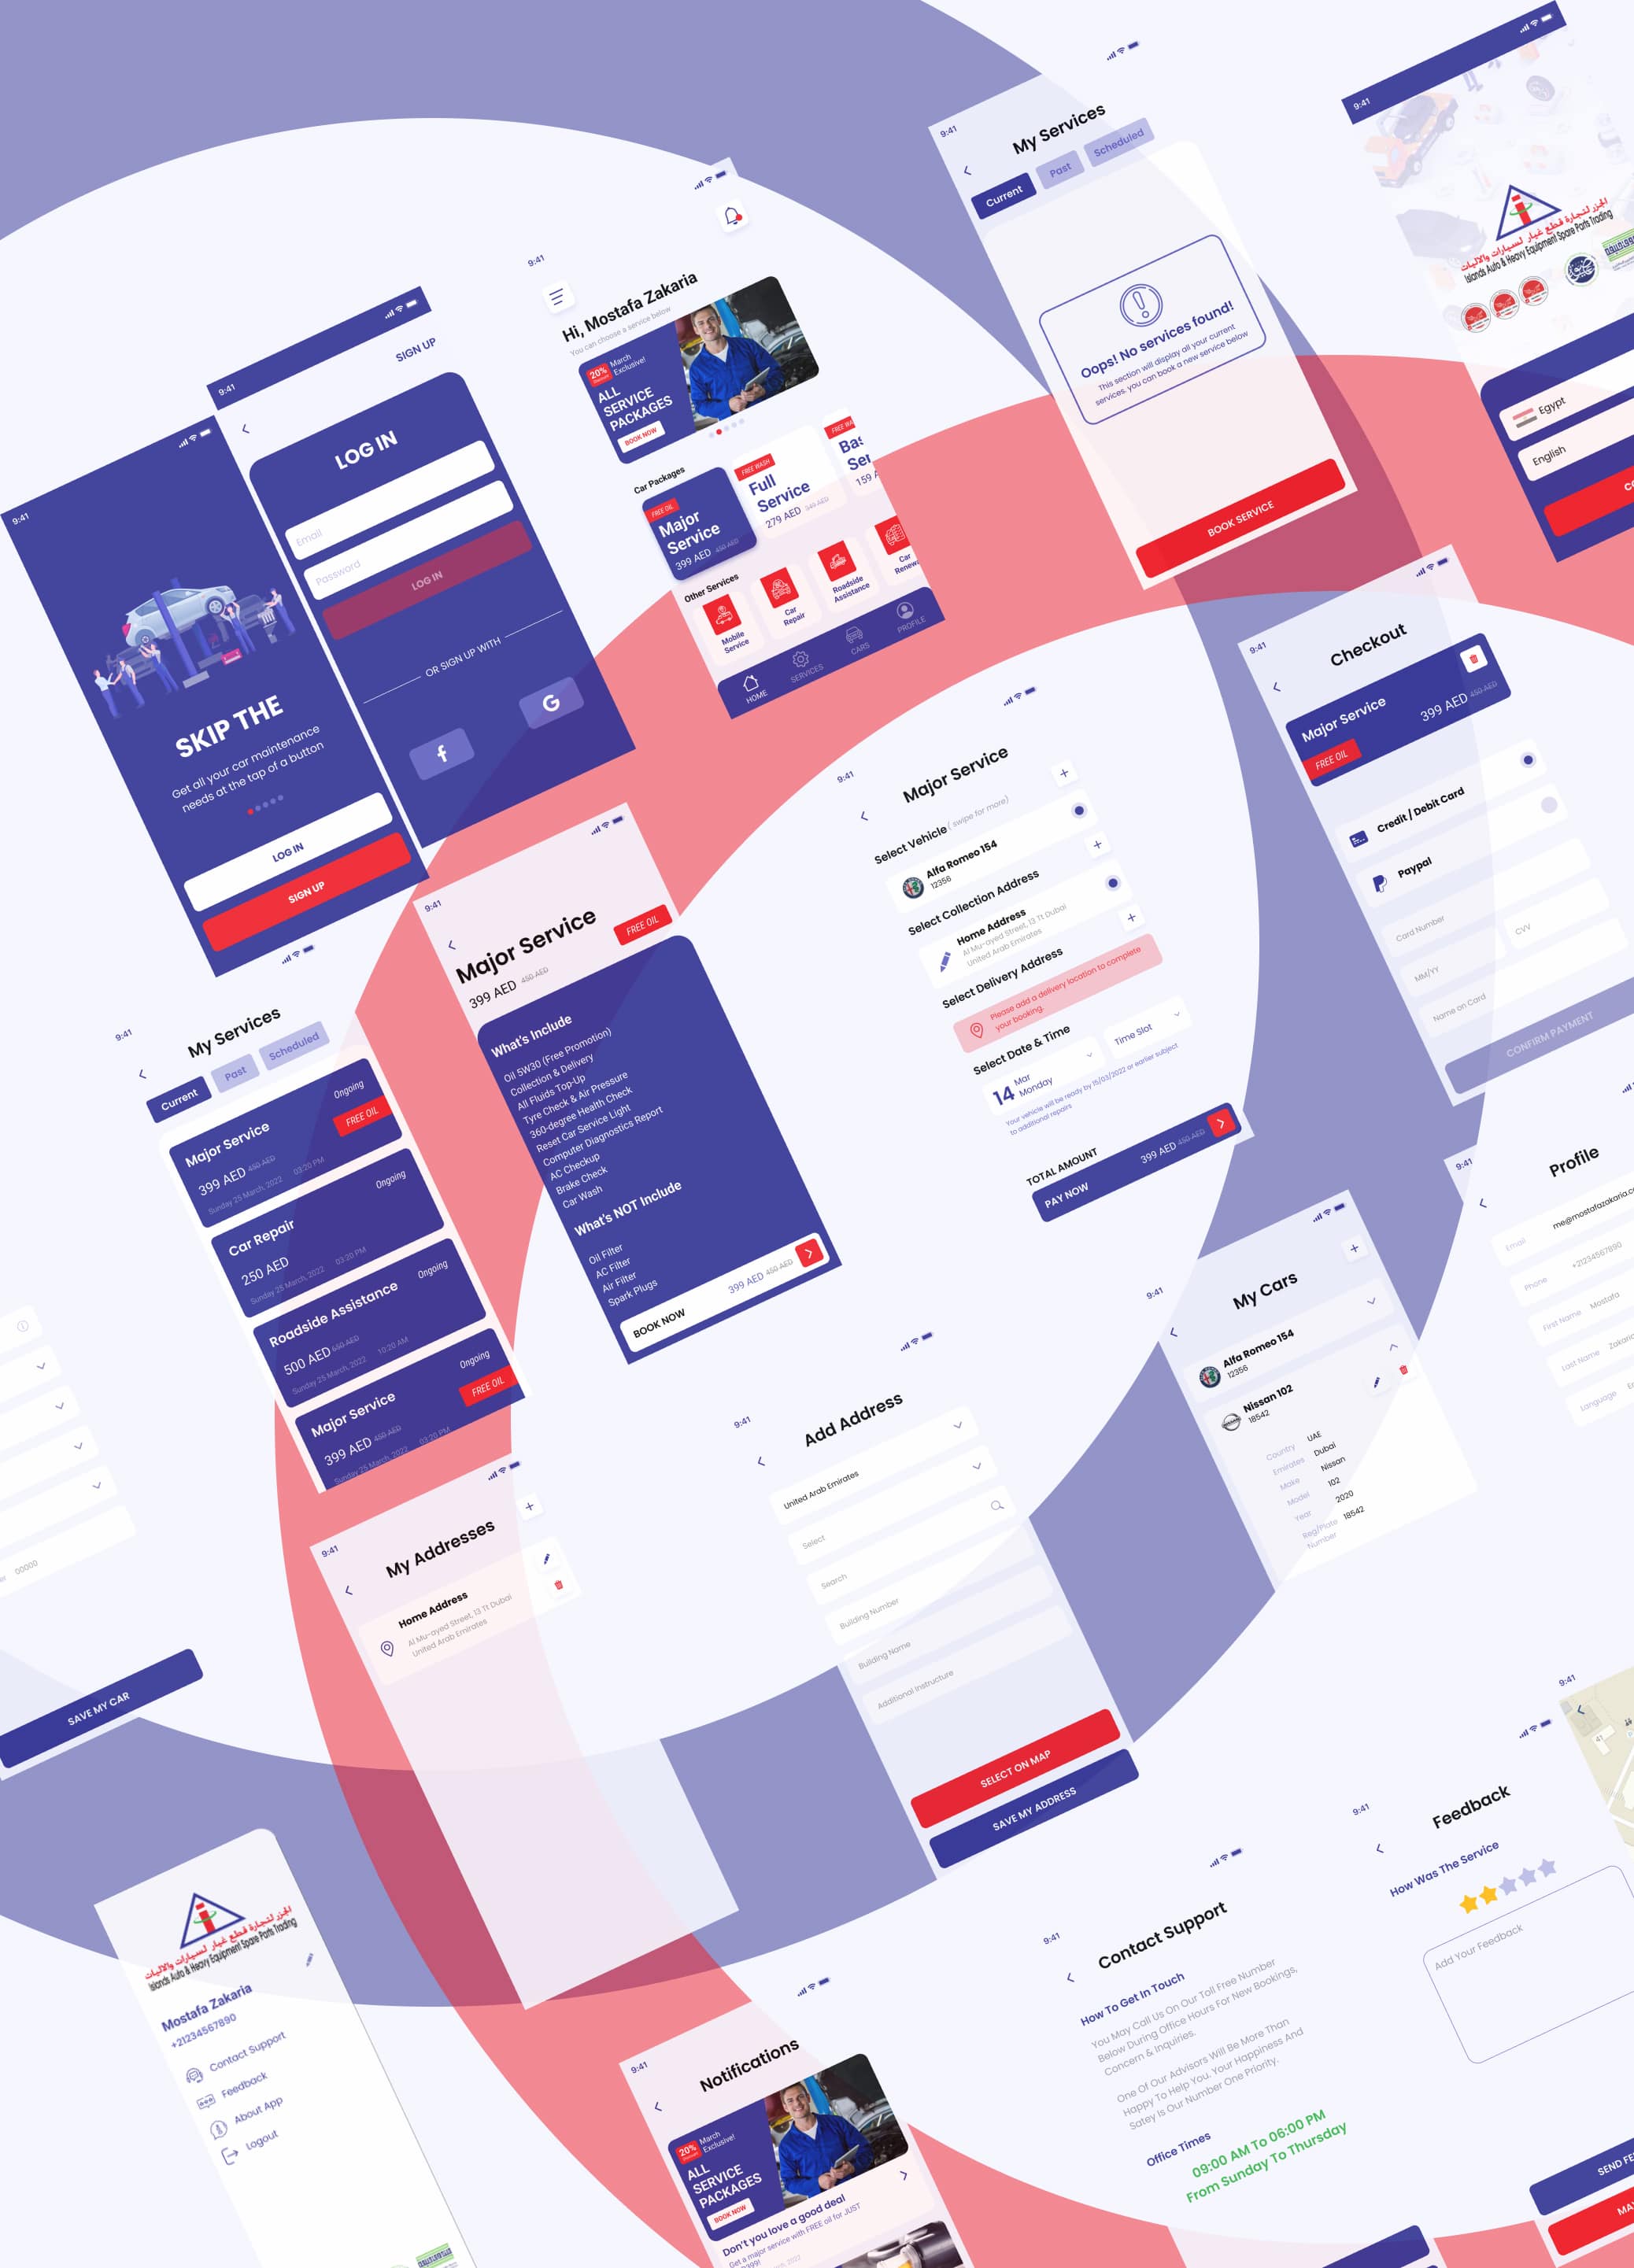 9:41
SKIP THE
Get all your car maintenance
needs at the tap of a button
LOG IN
SIGN UP
9:41
SIGN UP
LOG IN
Email
Password
LOG IN
OR SIGN UP WITH
f
G
9:41
Hi, Mostafa Zakaria
You can choose a service below
20%
March
Exclusive!
ALL
SERVICE
PACKAGES
BOOK NOW
Car Packages
FREE OIL
Major
Service
399 AED 450 AED
FREE WASH
Full
Service
279 AED 349 AED
FREE WA
Bas
Ser
159 A
Other Services
Mobile
Service
Car
Repair
Roadside
Assistance
Car
Renew
HOME
SERVICES
CARS
PROFILE
9:41
My Services
Current
Past
Scheduled
Oops! No services found!
This section will display all your current
services. you can book a new service below
BOOK SERVICE
9:41
الجزر لتجارة قطع غيار لسيارات والاليات
Islands Auto & Heavy Equipment Spare Parts Trading
Egypt
English
CO
9:41
My Services
Current
Past
Scheduled
Major Service
Ongoing
FREE OIL
399 AED 450 AED
Sunday 25 March, 2022 03:20 PM
Car Repair
Ongoing
250 AED
Sunday 25 March, 2022 03:20 PM
Roadside Assistance
Ongoing
500 AED 650 AED
Sunday 25 March, 2022 10:20 AM
Major Service
Ongoing
FREE OIL
399 AED 450 AED
Sunday 25 March, 2022 03:20 PM
9:41
Major Service
399 AED 450 AED
FREE OIL
What's Include
Oil 5W30 (Free Promotion)
Collection & Delivery
All Fluids Top-Up
Tyre Check & Air Pressure
360-degree Health Check
Reset Car Service Light
Computer Diagnostics Report
AC Checkup
Brake Check
Car Wash
What's NOT Include
Oil Filter
AC Filter
Air Filter
Spark Plugs
BOOK NOW
399 AED 450 AED
9:41
Major Service
Select Vehicle ( swipe for more)
Alfa Romeo 154
12356
Select Collection Address
Home Address
Al Mu-ayed Street, 13 Tt Dubai
United Arab Emirates
Select Delivery Address
Please add a delivery location to complete
your booking.
Select Date & Time
14
Mar
Monday
Time Slot
Your vehicle will be ready by 15/03/2022 or earlier subject
to additional repairs
TOTAL AMOUNT
PAY NOW
399 AED 450 AED
9:41
Checkout
Major Service
399 AED 450 AED
FREE OIL
Credit / Debit Card
Paypal
Card Number
MM/YY
CVV
Name on Card
CONFIRM PAYMENT
9:41
Profile
Email me@mostafazakaria.c
Phone +21234567890
First Name Mostafa
Last Name Zakaria
Language En
00000
SAVE MY CAR
9:41
My Addresses
Home Address
Al Mu-ayed Street, 13 Tt Dubai
United Arab Emirates
9:41
Add Address
United Arab Emirates
Select
Search
Building Number
Building Name
Additional Instructure
SELECT ON MAP
SAVE MY ADDRESS
9:41
My Cars
Alfa Romeo 154
12356
Nissan 102
18542
Country UAE
Emirates Dubai
Make Nissan
Model 102
Year 2020
Reg/Plate
Number
18542
الجزر لتجارة قطع غيار لسيارات والاليات
Islands Auto & Heavy Equipment Spare Parts Trading
Mostafa Zakaria
+21234567890
Contact Support
Feedback
About App
Logout
9:41
Notifications
20%
March
Exclusive!
ALL
SERVICE
PACKAGES
BOOK NOW
Don't you love a good deal
Get a major service with FREE oil for JUST
9:41
Contact Support
How To Get In Touch
You May Call Us On Our Toll Free Number
Below During Office Hours For New Bookings,
Concern & Inquiries.
One Of Our Advisors Will Be More Than
Happy To Help You. Your Happiness And
Satey Is Our Number One Priority.
Office Times
09:00 AM To 06:00 PM
From Sunday To Thursday
9:41
Feedback
How Was The Service
Add Your Feedback
SEND FE
MA
9:41
41